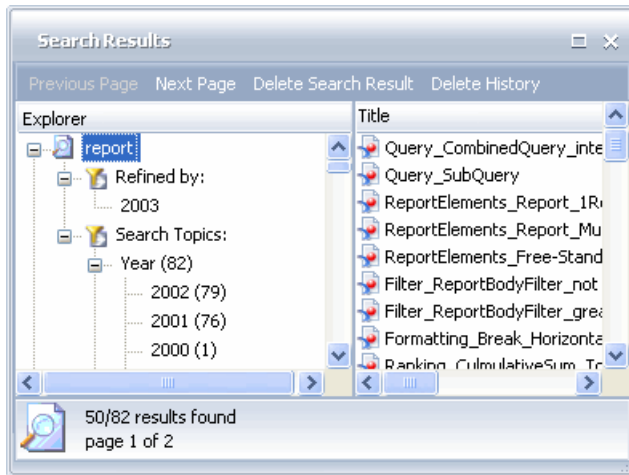 Search Results
Previous Page Next Page Delete Search Result Delete History
Explorer
report
Refined by:
2003
Search Topics:
Year (82)
2002 (79)
2001 (76)
2000 (1)
Title
Query_CombinedQuery_inte
Query_SubQuery
ReportElements_Report_1R
ReportElements_Report_Mu
ReportElements_Free-Stand
Filter_ReportBodyFilter_not
Filter_ReportBodyFilter_grea
Formatting_Break_Horizonta
Ranking_CulmulativeSum_To
50/82 results found
page 1 of 2